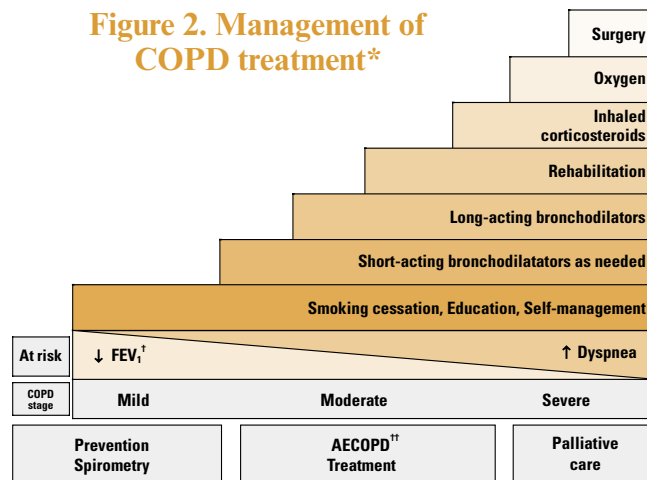 Figure 2. Management of
COPD treatment*
Surgery
Oxygen
Inhaled
corticosteroids
Rehabilitation
Long-acting bronchodilators
Short-acting bronchodilatators as needed
Smoking cessation, Education, Self-management
At risk
↓ FEV₁†
↑ Dyspnea
COPD
stage
Mild
Moderate
Severe
Prevention
Spirometry
AECOPD††
Treatment
Palliative
care